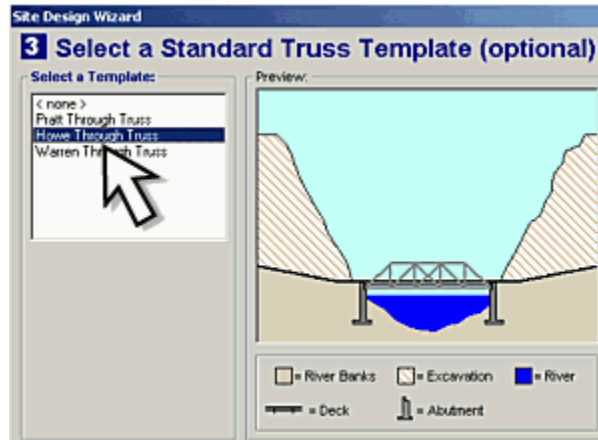 Site Design Wizard
3 Select a Standard Truss Template (optional)
Select a Template:
Preview:
< none >
Pratt Through Truss
Howe Through Truss
Warren Through Truss
= River Banks
= Excavation
= River
= Deck
= Abutment